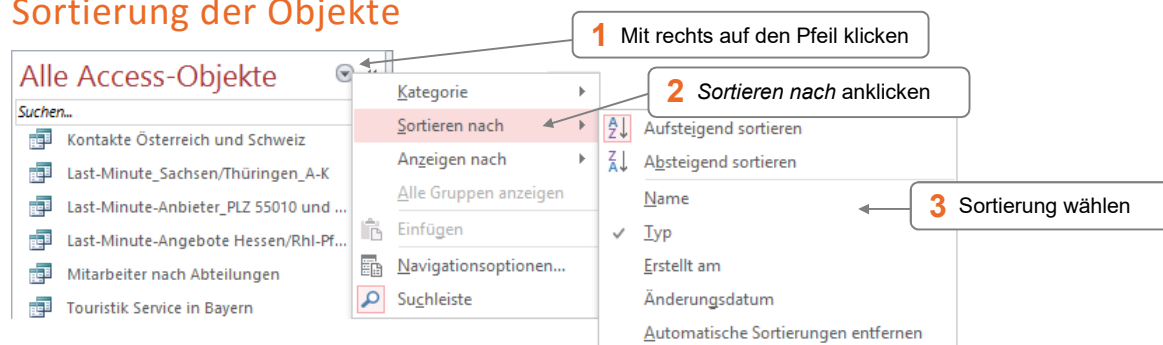 Sortierung der Objekte
1 Mit rechts auf den Pfeil klicken
Alle Access-Objekte
Suchen...
Kontakte Österreich und Schweiz
Last-Minute_Sachsen/Thüringen_A-K
Last-Minute-Anbieter_PLZ 55010 und ...
Last-Minute-Angebote Hessen/Rhl-Pf...
Mitarbeiter nach Abteilungen
Touristik Service in Bayern
Kategorie
Sortieren nach
Anzeigen nach
Alle Gruppen anzeigen
Einfügen
Navigationsoptionen...
Suchleiste
2 Sortieren nach anklicken
Aufsteigend sortieren
Absteigend sortieren
Name
Typ
Erstellt am
Änderungsdatum
Automatische Sortierungen entfernen
3 Sortierung wählen